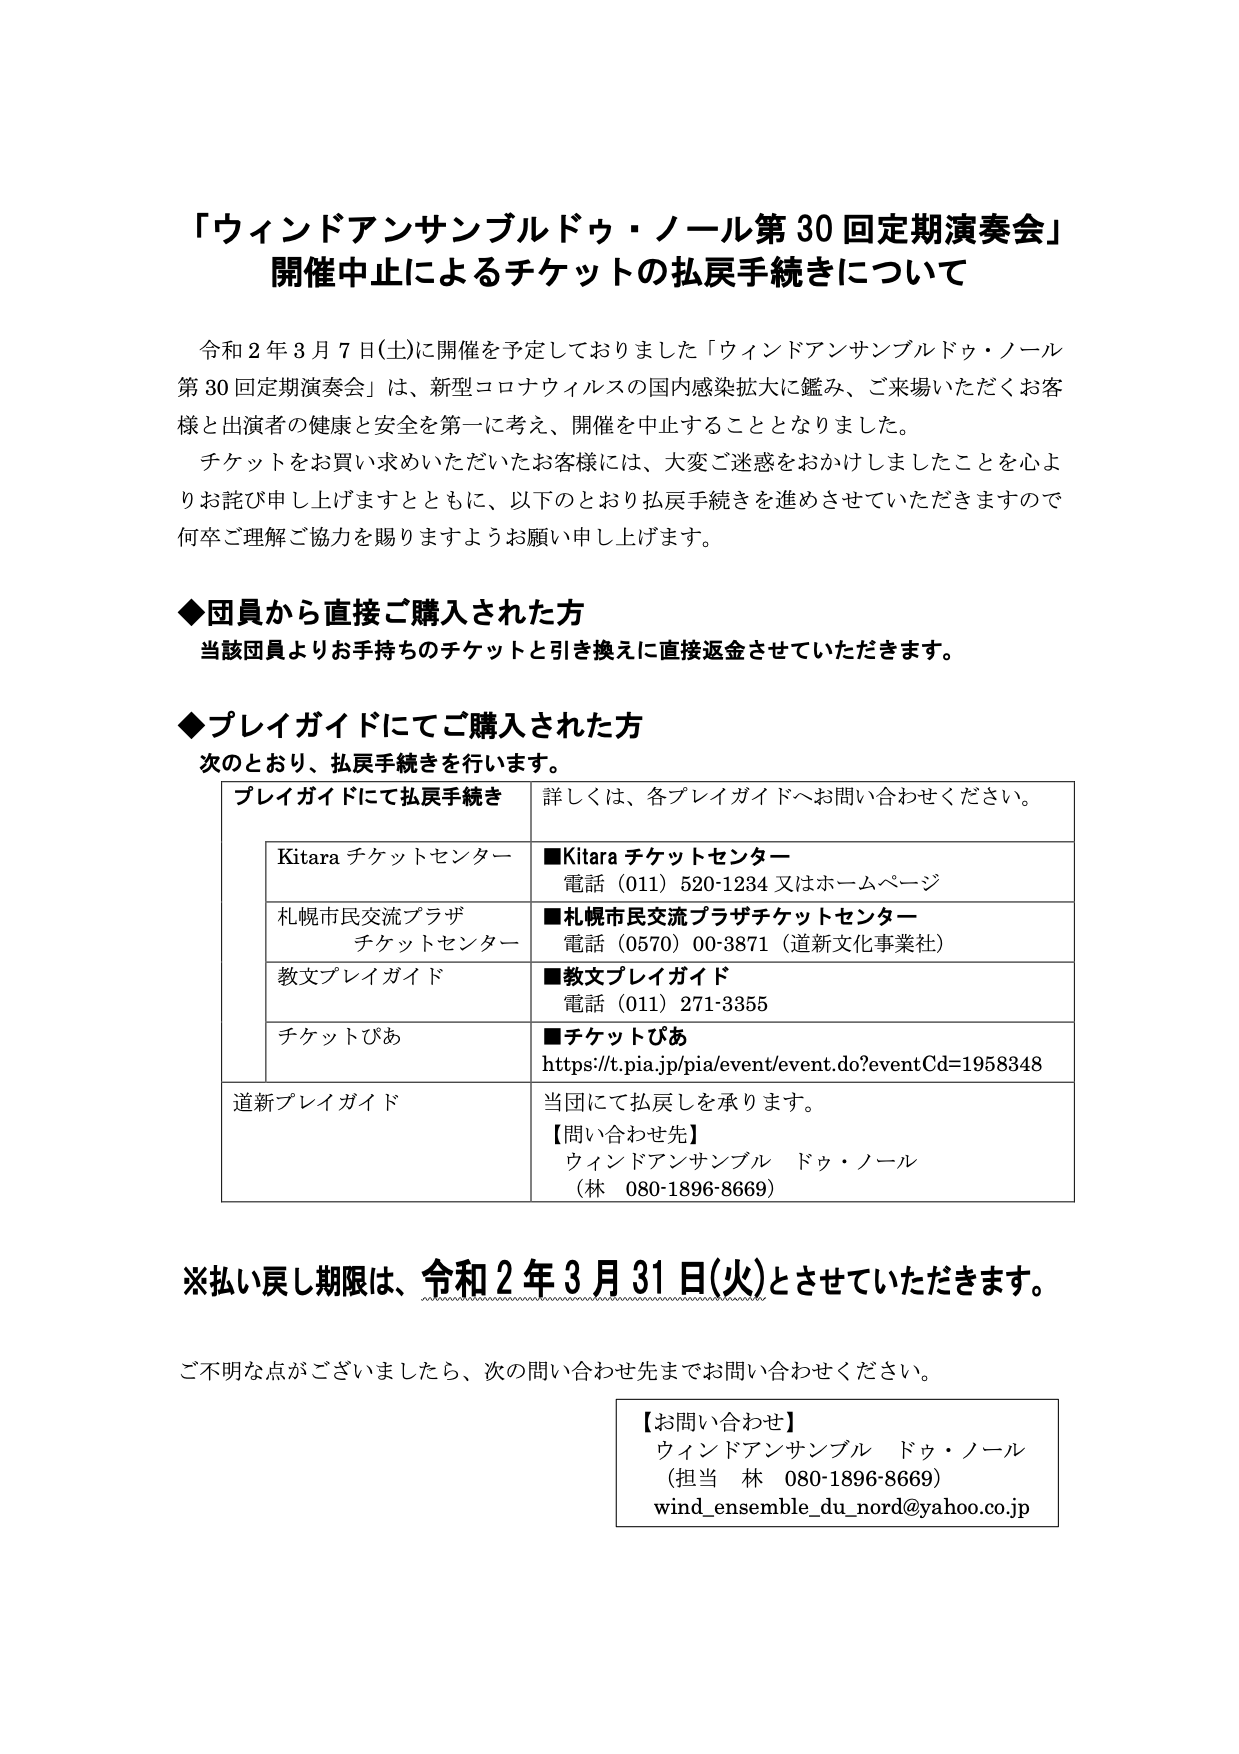 「ウィンドアンサンブルドゥ・ノール第 30 回定期演奏会」
開催中止によるチケットの払戻手続きについて
令和 2 年 3 月 7 日(土)に開催を予定しておりました「ウィンドアンサンブルドゥ・ノール
第 30 回定期演奏会」は、新型コロナウィルスの国内感染拡大に鑑み、ご来場いただくお客
様と出演者の健康と安全を第一に考え、開催を中止することとなりました。
チケットをお買い求めいただいたお客様には、大変ご迷惑をおかけしましたことを心よ
りお詫び申し上げますとともに、以下のとおり払戻手続きを進めさせていただきますので
何卒ご理解ご協力を賜りますようお願い申し上げます。
◆団員から直接ご購入された方
当該団員よりお手持ちのチケットと引き換えに直接返金させていただきます。
◆プレイガイドにてご購入された方
次のとおり、払戻手続きを行います。
プレイガイドにて払戻手続き 詳しくは、各プレイガイドへお問い合わせください。
Kitara チケットセンター ■Kitara チケットセンター
電話（011）520-1234 又はホームページ
札幌市民交流プラザ ■札幌市民交流プラザチケットセンター
チケットセンター 電話（0570）00-3871（道新文化事業社）
教文プレイガイド ■教文プレイガイド
電話（011）271-3355
チケットぴあ ■チケットぴあ
https://t.pia.jp/pia/event/event.do?eventCd=1958348
道新プレイガイド 当団にて払戻しを承ります。
【問い合わせ先】
ウィンドアンサンブル　ドゥ・ノール
（林　080-1896-8669）
※払い戻し期限は、令和 2 年 3 月 31 日(火)とさせていただきます。
ご不明な点がございましたら、次の問い合わせ先までお問い合わせください。
【お問い合わせ】
ウィンドアンサンブル　ドゥ・ノール
（担当　林　080-1896-8669）
wind_ensemble_du_nord@yahoo.co.jp